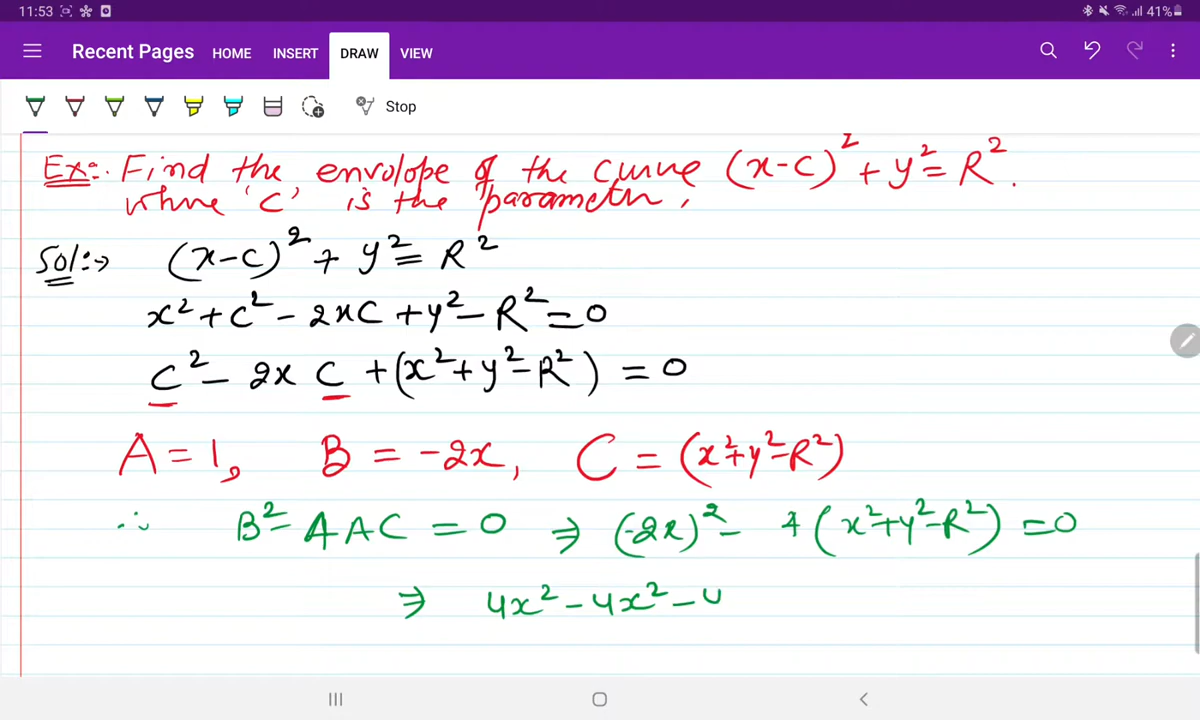 11:53 41%
Recent Pages HOME INSERT DRAW VIEW
Stop
Ex:- Find the envolope of the curve (x-c)² + y² = R².
where 'c' is the parameter,
Sol:→ (x-c)² + y² = R²
x² + c² - 2xc + y² - R² = 0
c² - 2x c + (x² + y² - R²) = 0
A = 1, B = -2x, C = (x² + y² - R²)
∴ B² - 4AC = 0 ⇒ (-2x)² - 4(x² + y² - R²) = 0
⇒ 4x² - 4x² - 4